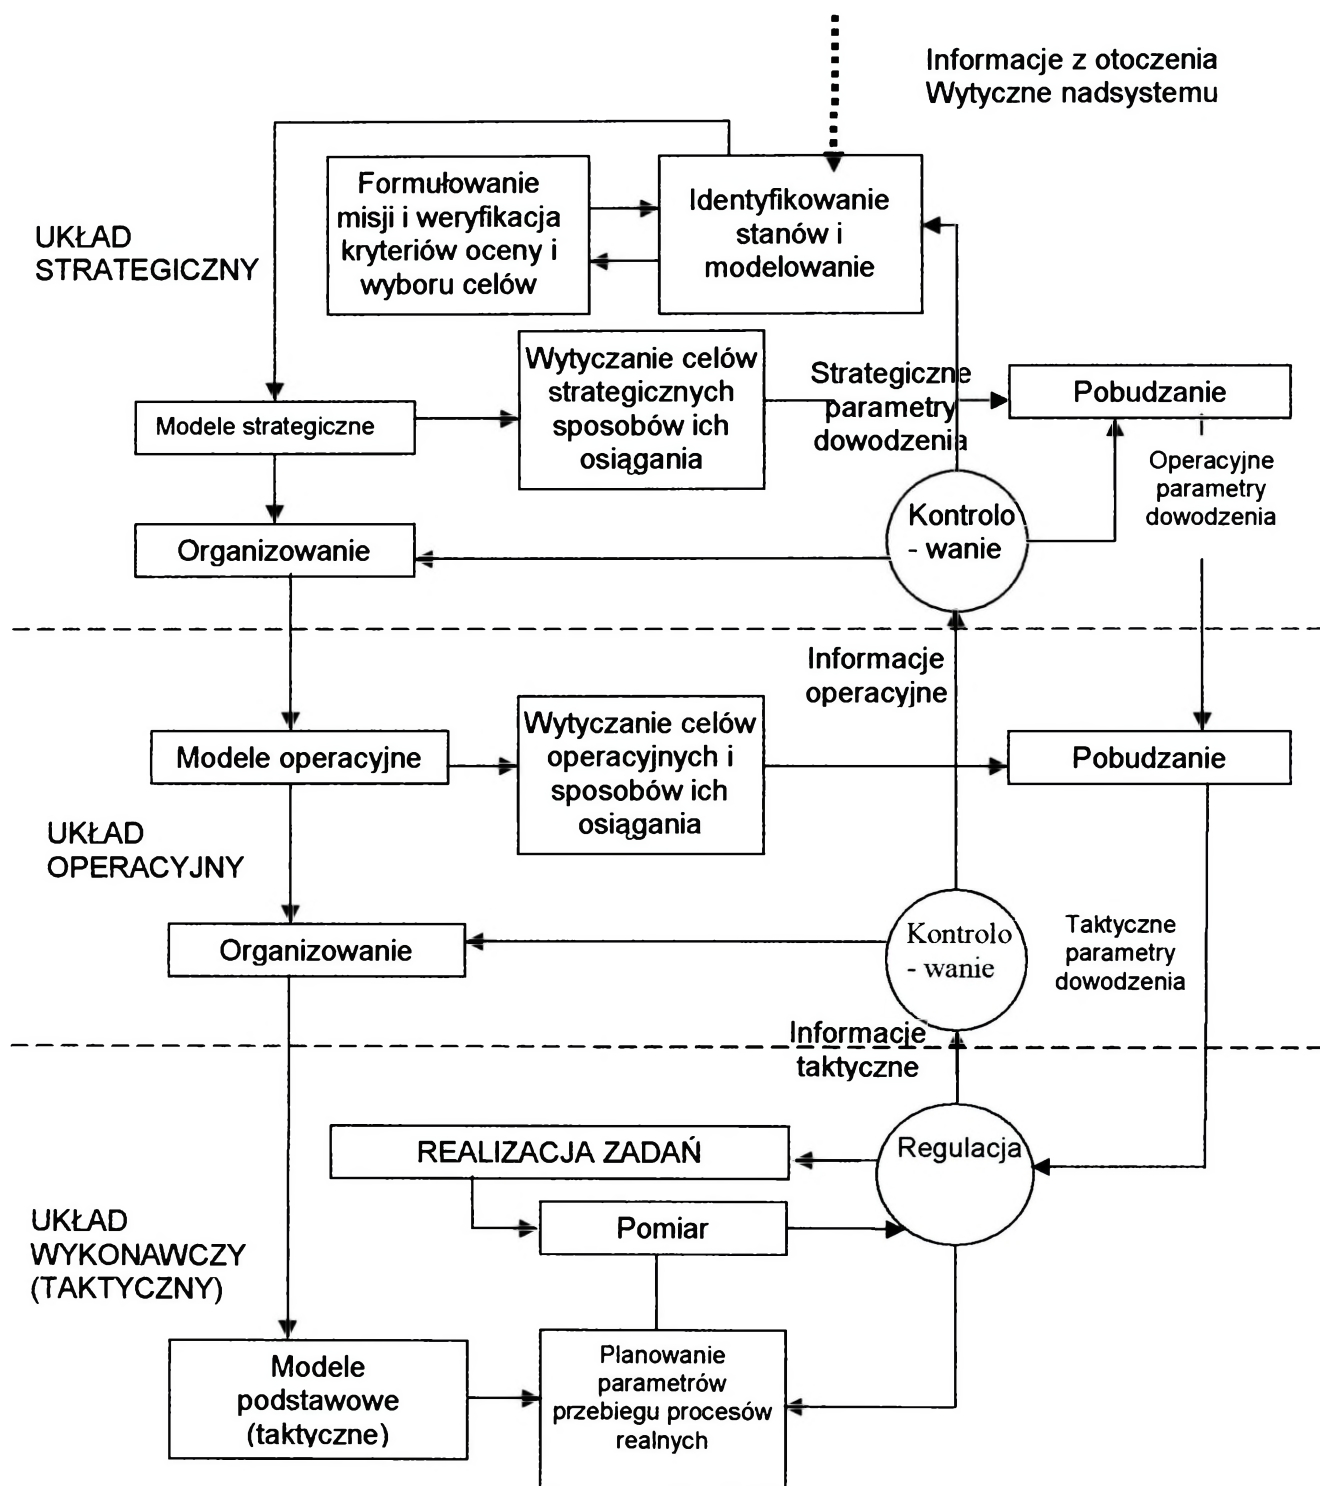 Informacje z otoczenia
Wytyczne nadsystemu
UKŁAD
STRATEGICZNY
Formułowanie
misji i weryfikacja
kryteriów oceny i
wyboru celów
Identyfikowanie
stanów i
modelowanie
Modele strategiczne
Wytyczanie celów
strategicznych
sposobów ich
osiągania
Strategiczne
parametry
dowodzenia
Pobudzanie
Operacyjne
parametry
dowodzenia
Organizowanie
Kontrolo
- wanie
Informacje
operacyjne
UKŁAD
OPERACYJNY
Modele operacyjne
Wytyczanie celów
operacyjnych i
sposobów ich
osiągania
Pobudzanie
Organizowanie
Kontrolo
- wanie
Taktyczne
parametry
dowodzenia
Informacje
taktyczne
UKŁAD
WYKONAWCZY
(TAKTYCZNY)
REALIZACJA ZADAŃ
Regulacja
Pomiar
Modele
podstawowe
(taktyczne)
Planowanie
parametrów
przebiegu procesów
realnych